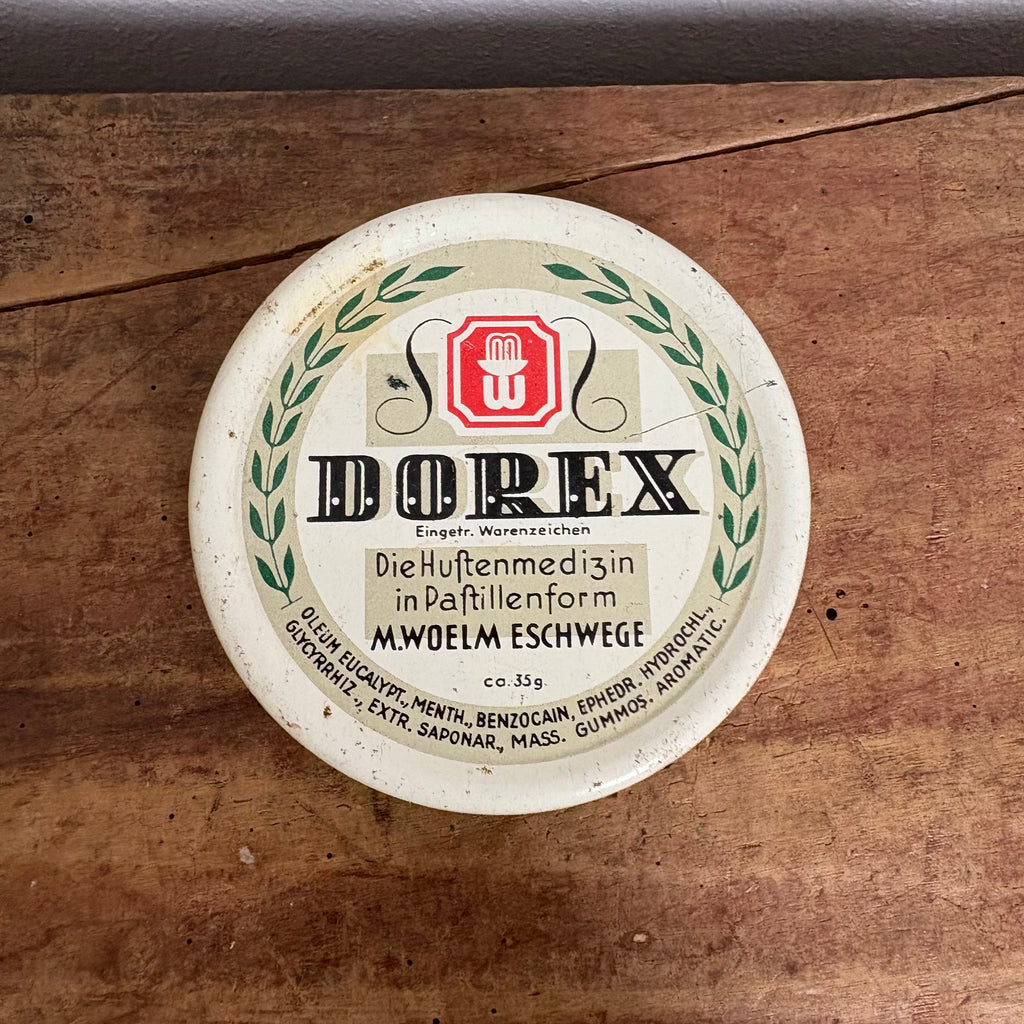 M
W
DOREX
Eingetr. Warenzeichen
Die Huſtenmedizin
in Paſtillenform
M.WOELM ESCHWEGE
ca. 35g
OLEUM EUCALYPT., MENTH., BENZOCAIN, EPHEDR. HYDROCHL.,
GLYCYRRHIZ., EXTR. SAPONAR., MASS. GUMMOS. AROMATIC.